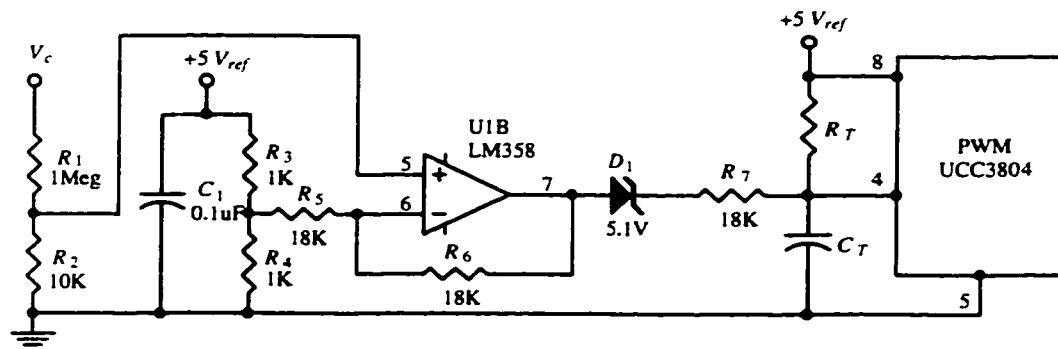 V_c
+5 V_ref
+5 V_ref
R_1
1Meg
R_2
10K
C_1
0.1uF
R_3
1K
R_4
1K
R_5
18K
U1B
LM358
5
+
6
−
7
R_6
18K
D_1
5.1V
R_7
18K
R_T
C_T
8
4
5
PWM
UCC3804